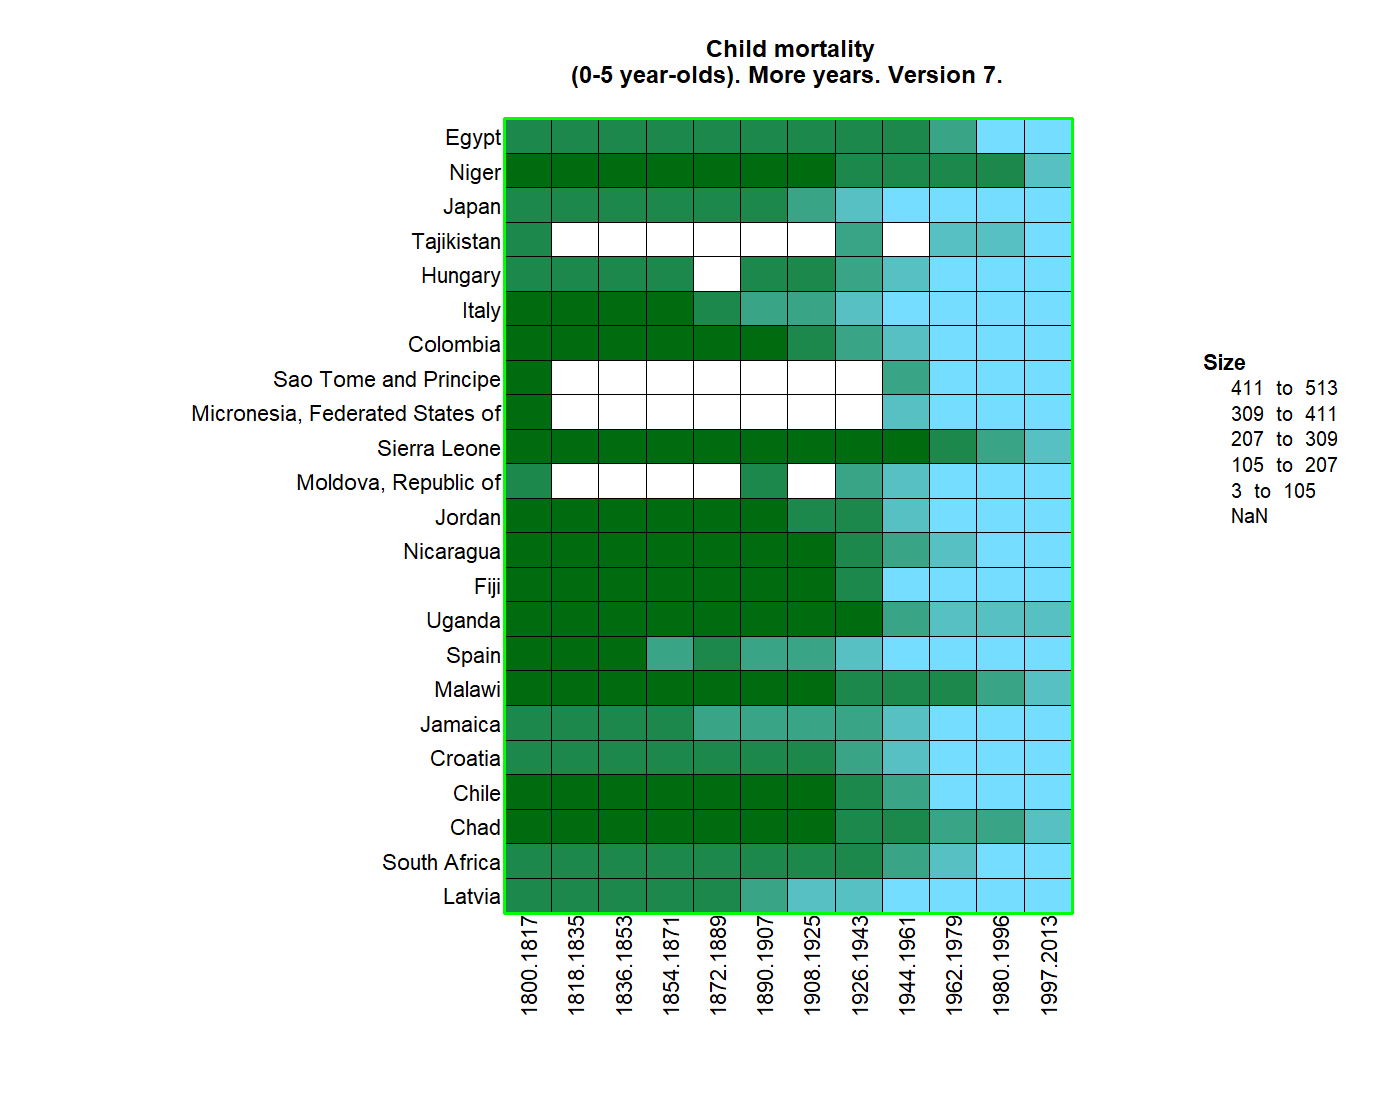 Child mortality
(0-5 year-olds). More years. Version 7.
Egypt
Niger
Japan
Tajikistan
Hungary
Italy
Colombia
Sao Tome and Principe
Micronesia, Federated States of
Sierra Leone
Moldova, Republic of
Jordan
Nicaragua
Fiji
Uganda
Spain
Malawi
Jamaica
Croatia
Chile
Chad
South Africa
Latvia
1800.1817
1818.1835
1836.1853
1854.1871
1872.1889
1890.1907
1908.1925
1926.1943
1944.1961
1962.1979
1980.1996
1997.2013
Size
411 to 513
309 to 411
207 to 309
105 to 207
3 to 105
NaN